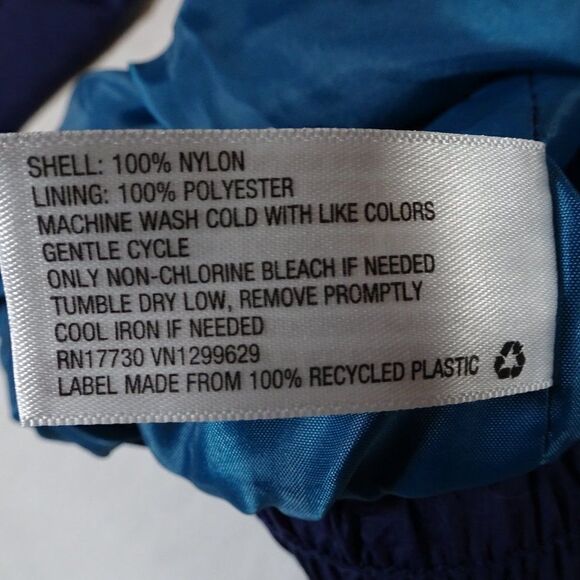 SHELL: 100% NYLON
LINING: 100% POLYESTER
MACHINE WASH COLD WITH LIKE COLORS
GENTLE CYCLE
ONLY NON-CHLORINE BLEACH IF NEEDED
TUMBLE DRY LOW, REMOVE PROMPTLY
COOL IRON IF NEEDED
RN17730 VN1299629
LABEL MADE FROM 100% RECYCLED PLASTIC